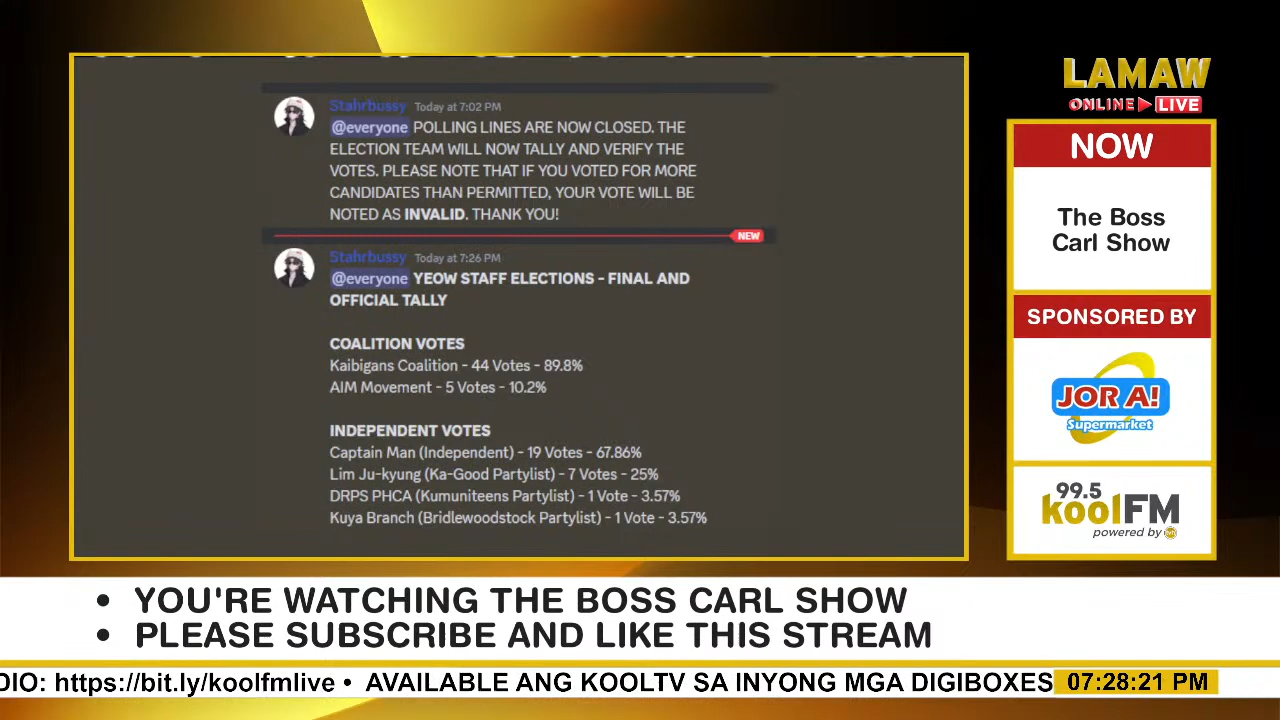 Stahrbussy Today at 7:02 PM
@everyone POLLING LINES ARE NOW CLOSED. THE
ELECTION TEAM WILL NOW TALLY AND VERIFY THE
VOTES. PLEASE NOTE THAT IF YOU VOTED FOR MORE
CANDIDATES THAN PERMITTED, YOUR VOTE WILL BE
NOTED AS INVALID. THANK YOU!
NEW
Stahrbussy Today at 7:26 PM
@everyone YEOW STAFF ELECTIONS - FINAL AND
OFFICIAL TALLY
COALITION VOTES
Kaibigans Coalition - 44 Votes - 89.8%
AIM Movement - 5 Votes - 10.2%
INDEPENDENT VOTES
Captain Man (Independent) - 19 Votes - 67.86%
Lim Ju-kyung (Ka-Good Partylist) - 7 Votes - 25%
DRPS PHCA (Kumuniteens Partylist) - 1 Vote - 3.57%
Kuya Branch (Bridlewoodstock Partylist) - 1 Vote - 3.57%
LAMAW
ONLINE LIVE
NOW
The Boss
Carl Show
SPONSORED BY
JOR A!
Supermarket
99.5
koolFM
powered by
• YOU'RE WATCHING THE BOSS CARL SHOW
• PLEASE SUBSCRIBE AND LIKE THIS STREAM
DIO: https://bit.ly/koolfmlive • AVAILABLE ANG KOOLTV SA INYONG MGA DIGIBOXES 07:28:21 PM